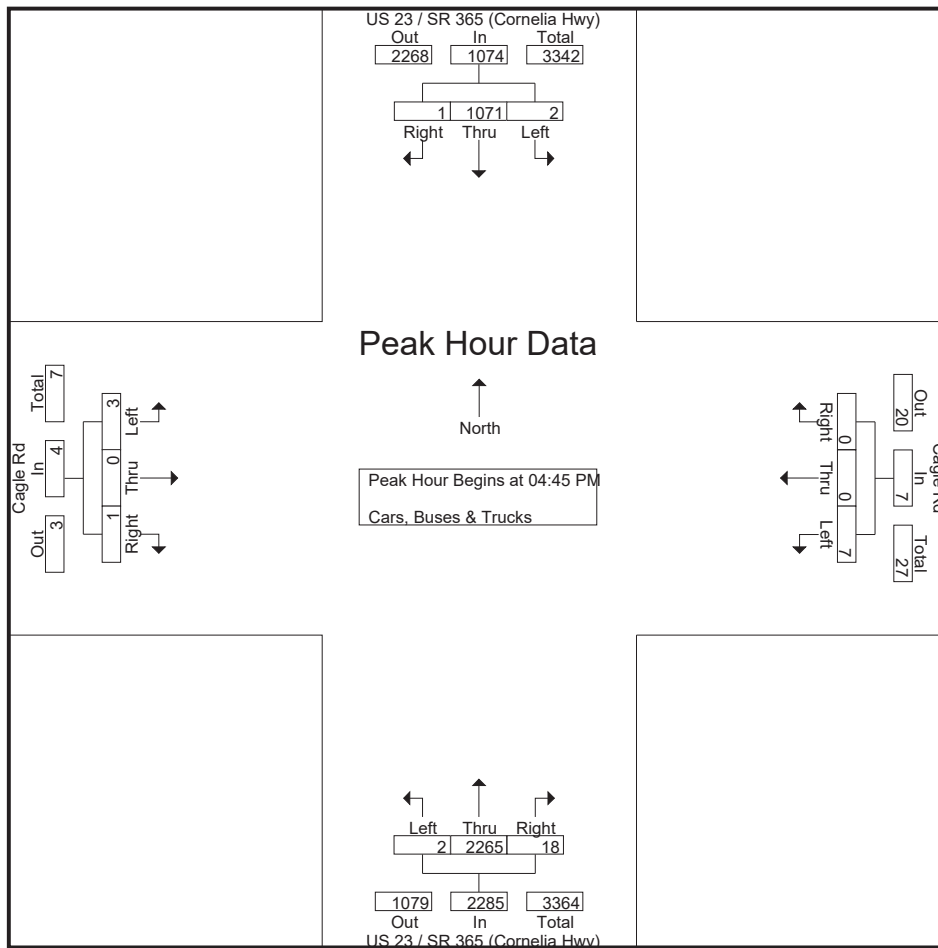 US 23 / SR 365 (Cornelia Hwy)
Out In Total
2268 1074 3342
1 1071 2
Right Thru Left
Peak Hour Data
North
Peak Hour Begins at 04:45 PM
Cars, Buses & Trucks
Cagle Rd
Out In Total
3 4 7
1 0 3
Right Thru Left
Cagle Rd
Out In Total
20 7 27
Right Thru Left
0 0 7
Left Thru Right
2 2265 18
1079 2285 3364
Out In Total
US 23 / SR 365 (Cornelia Hwy)